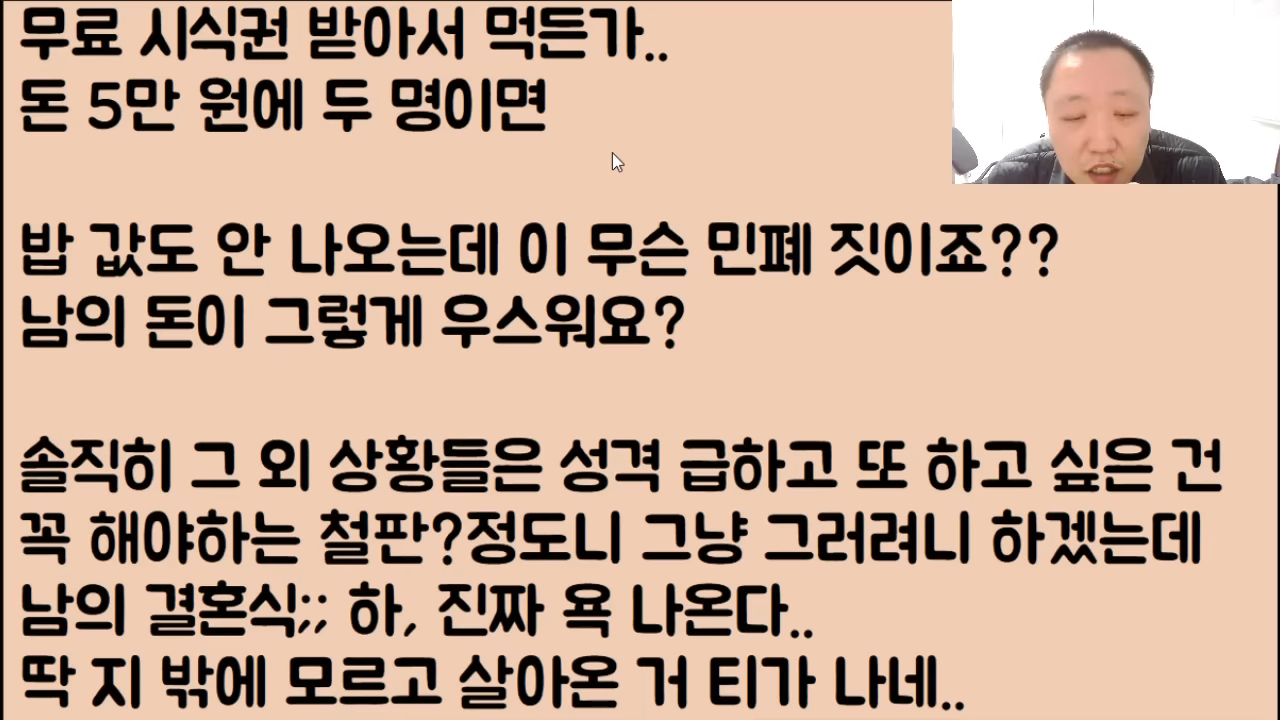 무료 시식권 받아서 먹든가..
돈 5만 원에 두 명이면
밥 값도 안 나오는데 이 무슨 민폐 짓이죠??
남의 돈이 그렇게 우스워요?
솔직히 그 외 상황들은 성격 급하고 또 하고 싶은 건
꼭 해야하는 철판?정도니 그냥 그러려니 하겠는데
남의 결혼식;; 하, 진짜 욕 나온다..
딱 지 밖에 모르고 살아온 거 티가 나네..